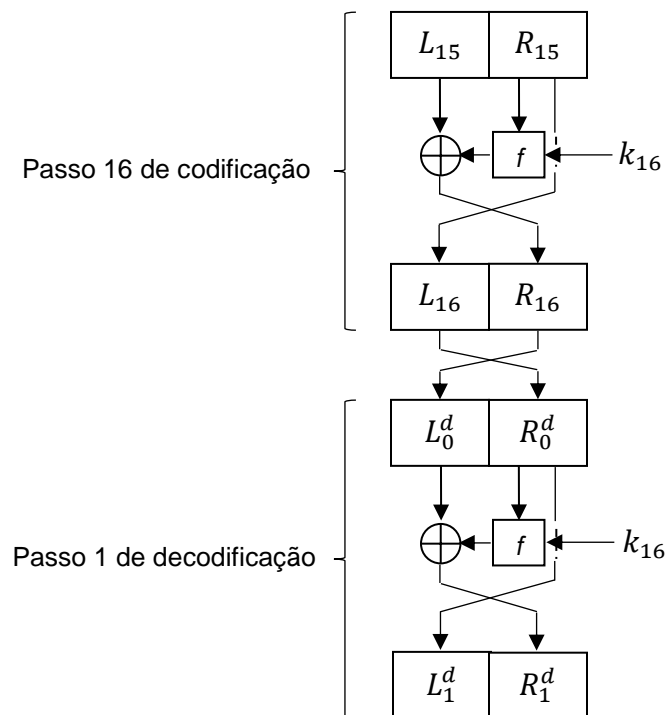 L₁₅ R₁₅
Passo 16 de codificação
f
k₁₆
L₁₆ R₁₆
L₀ᵈ R₀ᵈ
Passo 1 de decodificação
f
k₁₆
L₁ᵈ R₁ᵈ